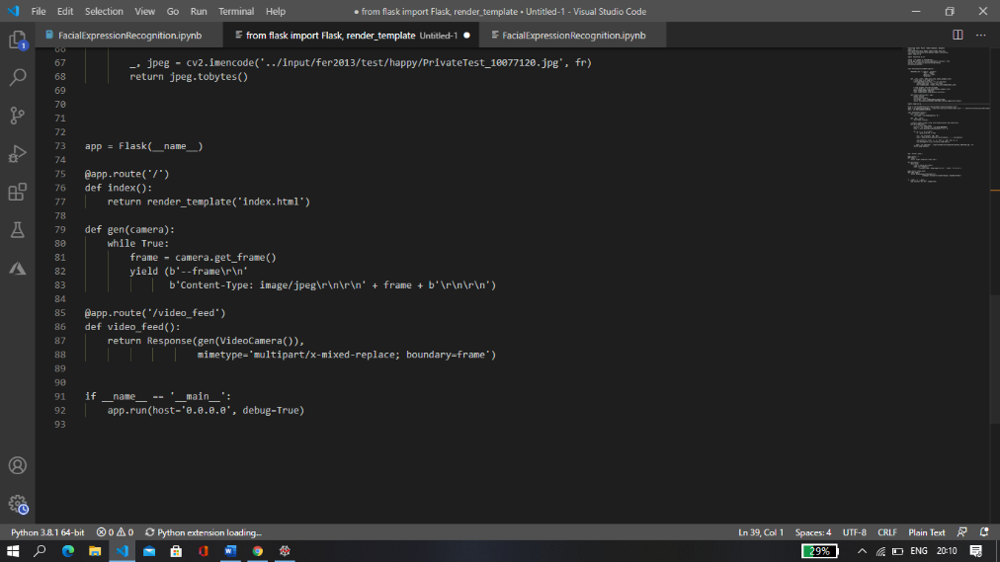 File Edit Selection View Go Run Terminal Help ● from flask import Flask, render_template • Untitled-1 - Visual Studio Code
FacialExpressionRecognition.ipynb from flask import Flask, render_template Untitled-1 ● FacialExpressionRecognition.ipynb
1
66
67 _, jpeg = cv2.imencode('../input/fer2013/test/happy/PrivateTest_10077120.jpg', fr)
68 return jpeg.tobytes()
69
70
71
72
73 app = Flask(__name__)
74
75 @app.route('/')
76 def index():
77 return render_template('index.html')
78
79 def gen(camera):
80 while True:
81 frame = camera.get_frame()
82 yield (b'--frame\r\n'
83 b'Content-Type: image/jpeg\r\n\r\n' + frame + b'\r\n\r\n')
84
85 @app.route('/video_feed')
86 def video_feed():
87 return Response(gen(VideoCamera()),
88 mimetype='multipart/x-mixed-replace; boundary=frame')
89
90
91 if __name__ == '__main__':
92 app.run(host='0.0.0.0', debug=True)
93
Python 3.8.1 64-bit 0 0 Python extension loading... Ln 39, Col 1 Spaces: 4 UTF-8 CRLF Plain Text
29% ENG 20:10